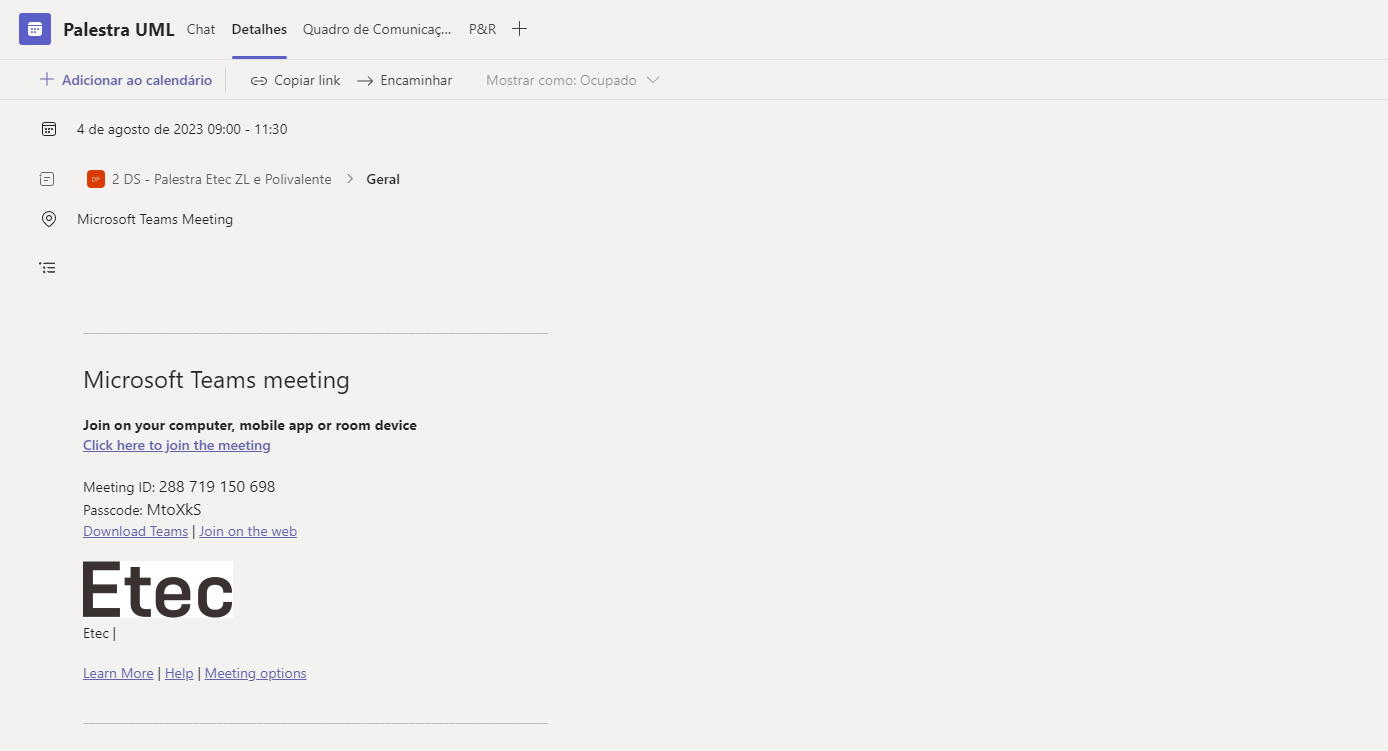 Palestra UML Chat Detalhes Quadro de Comunicaç... P&R
Adicionar ao calendário Copiar link Encaminhar Mostrar como: Ocupado
4 de agosto de 2023 09:00 - 11:30
DP 2 DS - Palestra Etec ZL e Polivalente > Geral
Microsoft Teams Meeting
Microsoft Teams meeting
Join on your computer, mobile app or room device
Click here to join the meeting
Meeting ID: 288 719 150 698
Passcode: MtoXkS
Download Teams | Join on the web
Etec
Etec |
Learn More | Help | Meeting options